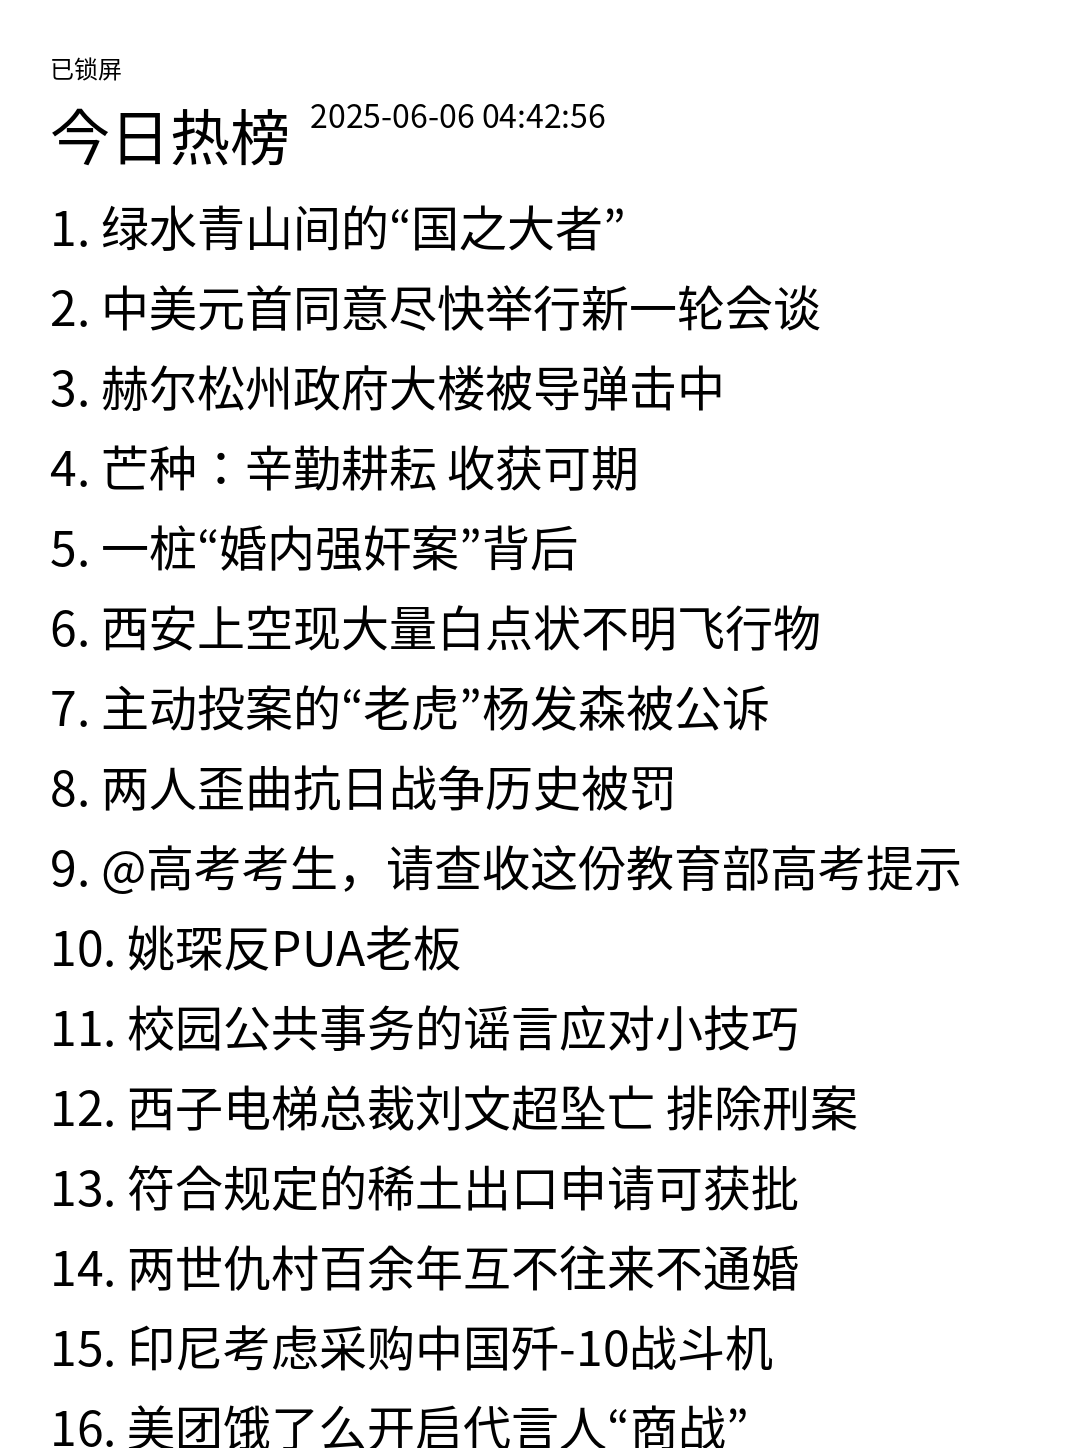 已锁屏
今日热榜 2025-06-06 04:42:56
1. 绿水青山间的“国之大者”
2. 中美元首同意尽快举行新一轮会谈
3. 赫尔松州政府大楼被导弹击中
4. 芒种：辛勤耕耘 收获可期
5. 一桩“婚内强奸案”背后
6. 西安上空现大量白点状不明飞行物
7. 主动投案的“老虎”杨发森被公诉
8. 两人歪曲抗日战争历史被罚
9. @高考考生，请查收这份教育部高考提示
10. 姚琛反PUA老板
11. 校园公共事务的谣言应对小技巧
12. 西子电梯总裁刘文超坠亡 排除刑案
13. 符合规定的稀土出口申请可获批
14. 两世仇村百余年互不往来不通婚
15. 印尼考虑采购中国歼-10战斗机
16. 美团饿了么开启代言人“商战”